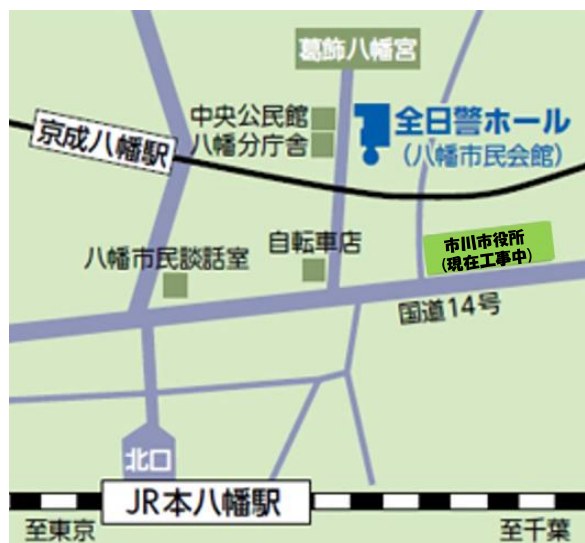 葛飾八幡宮
中央公民館
八幡分庁舎
全日警ホール
(八幡市民会館)
京成八幡駅
自転車店
八幡市民談話室
市川市役所
(現在工事中)
国道14号
北口
JR本八幡駅
至東京
至千葉